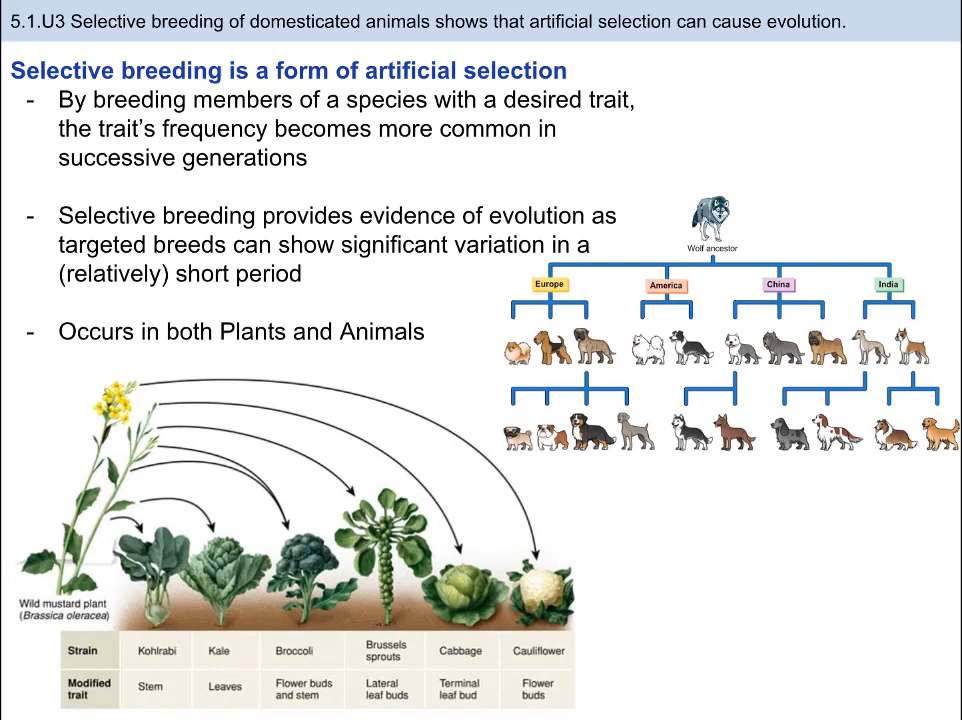 5.1.U3 Selective breeding of domesticated animals shows that artificial selection can cause evolution.
Selective breeding is a form of artificial selection
- By breeding members of a species with a desired trait,
the trait's frequency becomes more common in
successive generations
- Selective breeding provides evidence of evolution as
targeted breeds can show significant variation in a
(relatively) short period
- Occurs in both Plants and Animals
Wolf ancestor
Europe
America
China
India
Wild mustard plant
(Brassica oleracea)
Strain
Kohlrabi
Kale
Broccoli
Brussels
sprouts
Cabbage
Cauliflower
Modified
trait
Stem
Leaves
Flower buds
and stem
Lateral
leaf buds
Terminal
leaf bud
Flower
buds